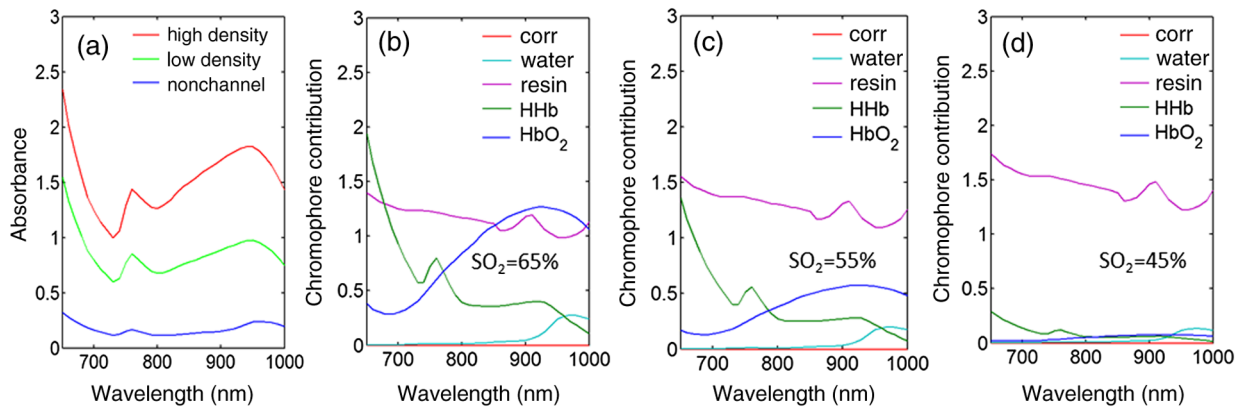 (a)
high density
low density
nonchannel
Absorbance
3
2.5
2
1.5
1
0.5
0
700
800
900
1000
Wavelength (nm)
(b)
corr
water
resin
HHb
HbO2
SO2=65%
Chromophore contribution
3
2.5
2
1.5
1
0.5
0
700
800
900
1000
Wavelength (nm)
(c)
corr
water
resin
HHb
HbO2
SO2=55%
Chromophore contribution
3
2.5
2
1.5
1
0.5
0
700
800
900
1000
Wavelength (nm)
(d)
corr
water
resin
HHb
HbO2
SO2=45%
Chromophore contribution
3
2.5
2
1.5
1
0.5
0
700
800
900
1000
Wavelength (nm)